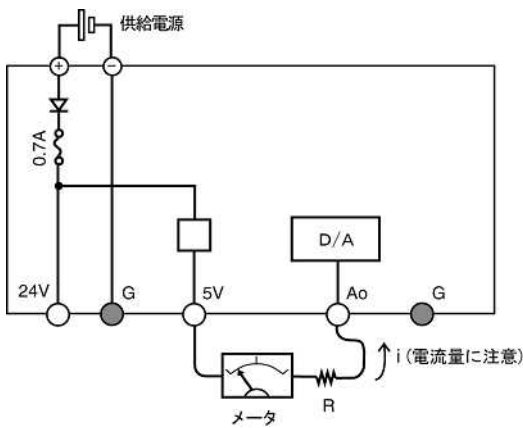 供給電源
+
−
0.7A
D/A
24V
G
5V
Ao
G
i(電流量に注意)
R
メータ